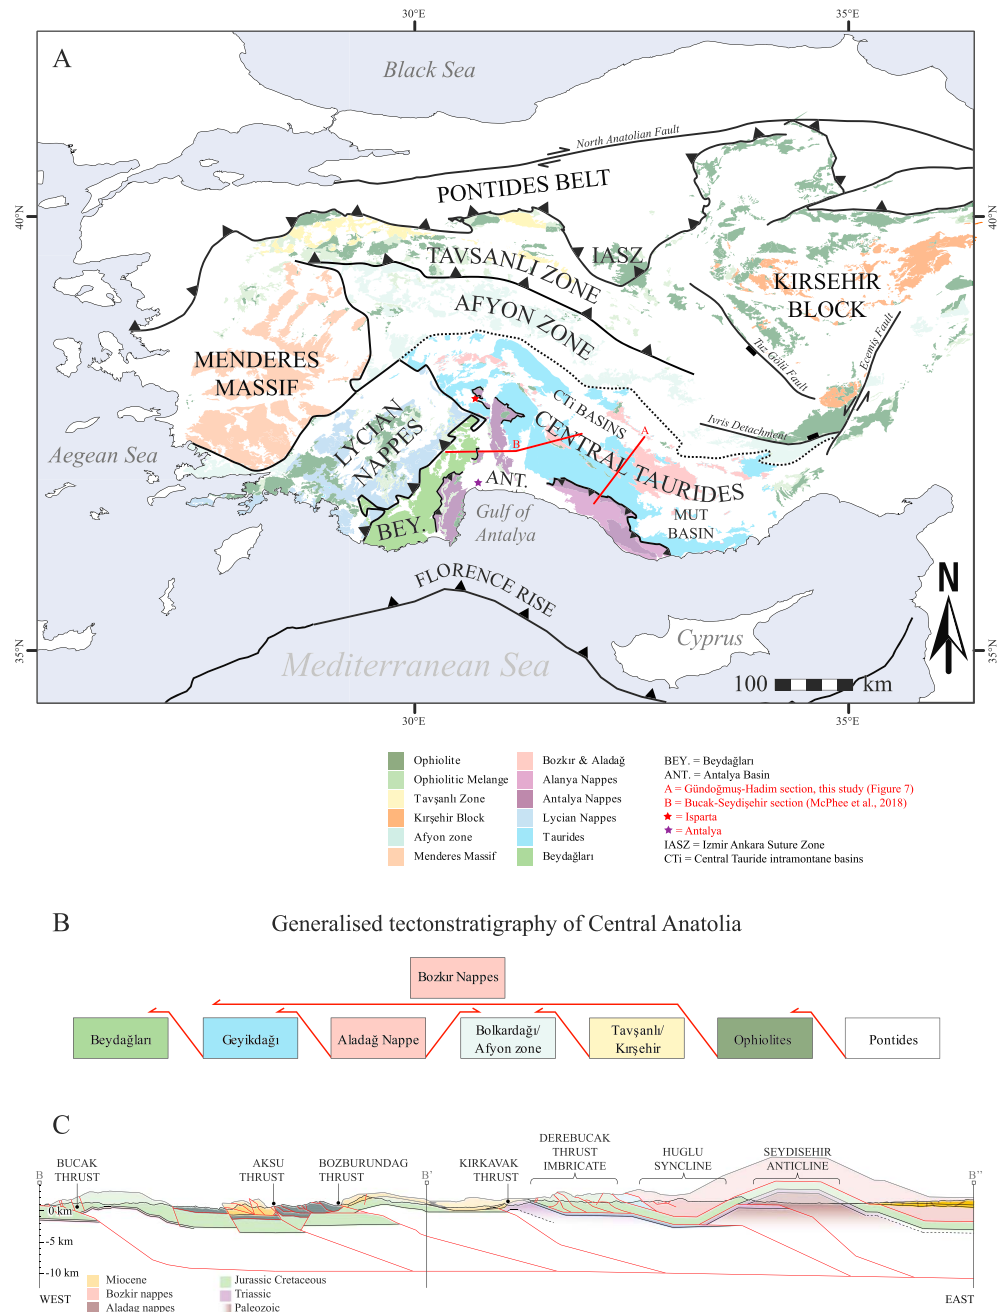 30°E
35°E
A
Black Sea
North Anatolian Fault
PONTIDES BELT
40°N
40°N
IASZ
TAVSANLI ZONE
KIRSEHIR
BLOCK
AFYON ZONE
Tuz Gölü Fault
Ecemis Fault
MENDERES
MASSIF
CTi BASINS
LYCIAN
NAPPES
Ivris Detachment
A
B
CENTRAL TAURIDES
Aegean Sea
ANT.
Gulf of
Antalya
MUT
BASIN
BEY.
FLORENCE RISE
N
Cyprus
35°N
35°N
Mediterranean Sea
100 km
30°E
35°E
Ophiolite
Ophiolitic Melange
Tavşanlı Zone
Kırşehir Block
Afyon zone
Menderes Massif
Bozkır & Aladağ
Alanya Nappes
Antalya Nappes
Lycian Nappes
Taurides
Beydağları
BEY. = Beydağları
ANT. = Antalya Basin
A = Gündoğmuş-Hadim section, this study (Figure 7)
B = Bucak-Seydişehir section (McPhee et al., 2018)
= Isparta
= Antalya
IASZ = Izmir Ankara Suture Zone
CTi = Central Tauride intramontane basins
B
Generalised tectonstratigraphy of Central Anatolia
Bozkır Nappes
Beydağları
Geyikdağı
Aladağ Nappe
Bolkardağı/
Afyon zone
Tavşanlı/
Kırşehir
Ophiolites
Pontides
C
B
BUCAK
THRUST
AKSU
THRUST
BOZBURUNDAG
THRUST
B'
KIRKAVAK
THRUST
DEREBUCAK
THRUST
IMBRICATE
HUGLU
SYNCLINE
SEYDISEHIR
ANTICLINE
B''
0 km
-5 km
-10 km
WEST
EAST
Miocene
Bozkir nappes
Aladag nappes
Jurassic Cretaceous
Triassic
Paleozoic